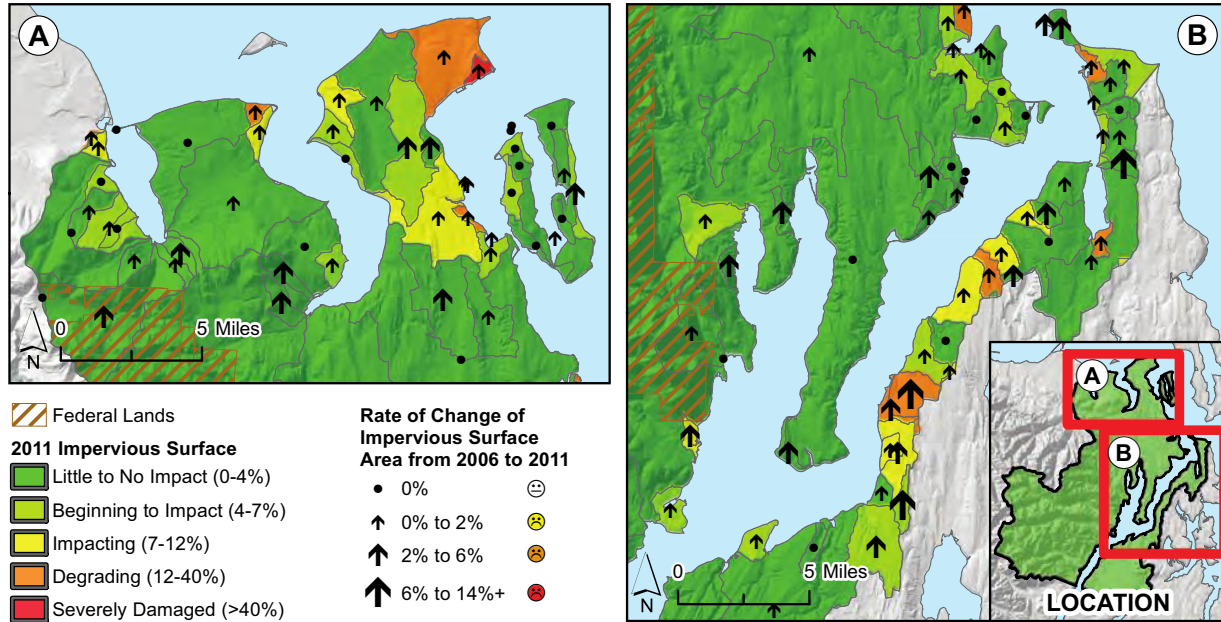 A
0
5 Miles
N
B
0
5 Miles
N
A
B
LOCATION
Federal Lands
2011 Impervious Surface
Little to No Impact (0-4%)
Beginning to Impact (4-7%)
Impacting (7-12%)
Degrading (12-40%)
Severely Damaged (>40%)
Rate of Change of
Impervious Surface
Area from 2006 to 2011
0%
0% to 2%
2% to 6%
6% to 14%+